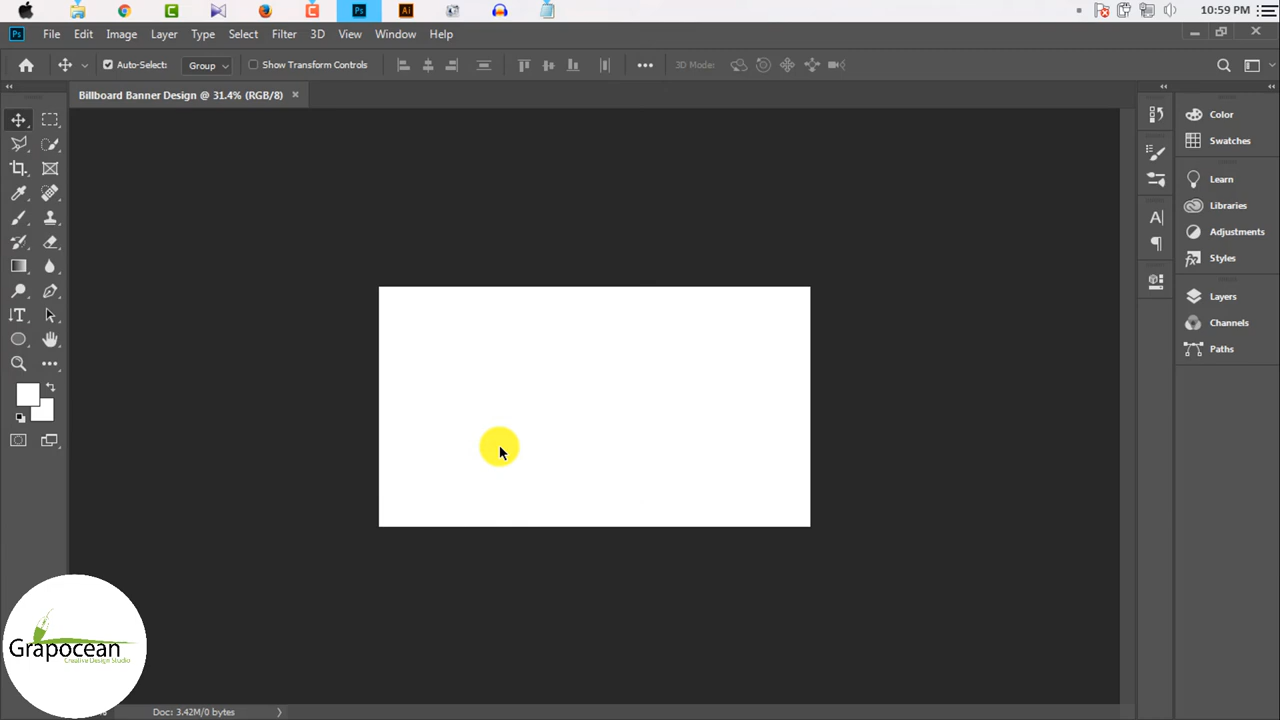 10:59 PM
Ps File Edit Image Layer Type Select Filter 3D View Window Help
Auto-Select: Group Show Transform Controls 3D Mode:
Billboard Banner Design @ 31.4% (RGB/8)
Color
Swatches
Learn
Libraries
Adjustments
Styles
Layers
Channels
Paths
Grapocean
Creative Design Studio
Doc: 3.42M/0 bytes